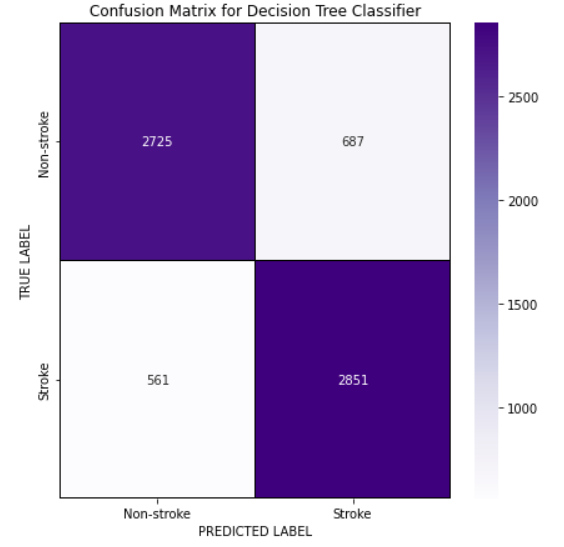 Confusion Matrix for Decision Tree Classifier
TRUE LABEL
Non-stroke
2725 687
Stroke
561 2851
Non-stroke Stroke
PREDICTED LABEL
2500
2000
1500
1000